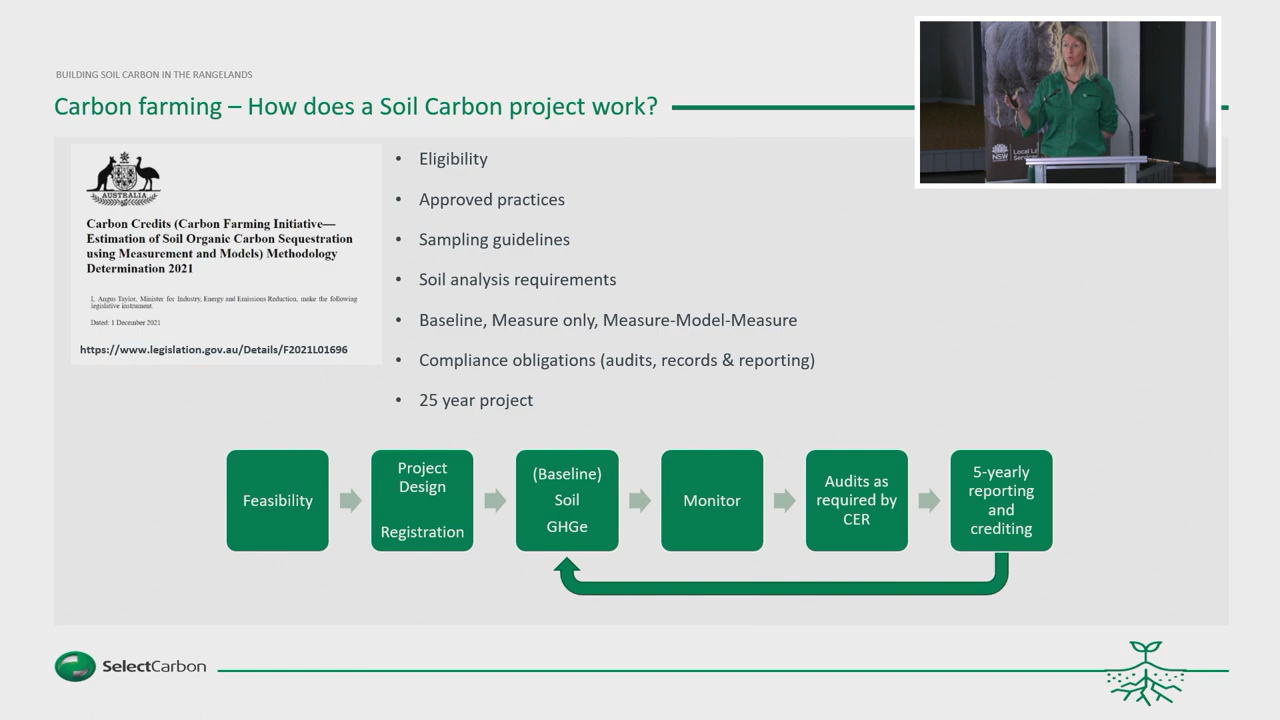 BUILDING SOIL CARBON IN THE RANGELANDS
Carbon farming – How does a Soil Carbon project work?
AUSTRALIA
Carbon Credits (Carbon Farming Initiative—
Estimation of Soil Organic Carbon Sequestration
using Measurement and Models) Methodology
Determination 2021
I, Angus Taylor, Minister for Industry, Energy and Emissions Reduction, make the following
legislative instrument.
Dated: 1 December 2021
https://www.legislation.gov.au/Details/F2021L01696
• Eligibility
• Approved practices
• Sampling guidelines
• Soil analysis requirements
• Baseline, Measure only, Measure-Model-Measure
• Compliance obligations (audits, records & reporting)
• 25 year project
NSW
Local
Feasibility
Project
Design
Registration
(Baseline)
Soil
GHGe
Monitor
Audits as
required by
CER
5-yearly
reporting
and
crediting
SelectCarbon